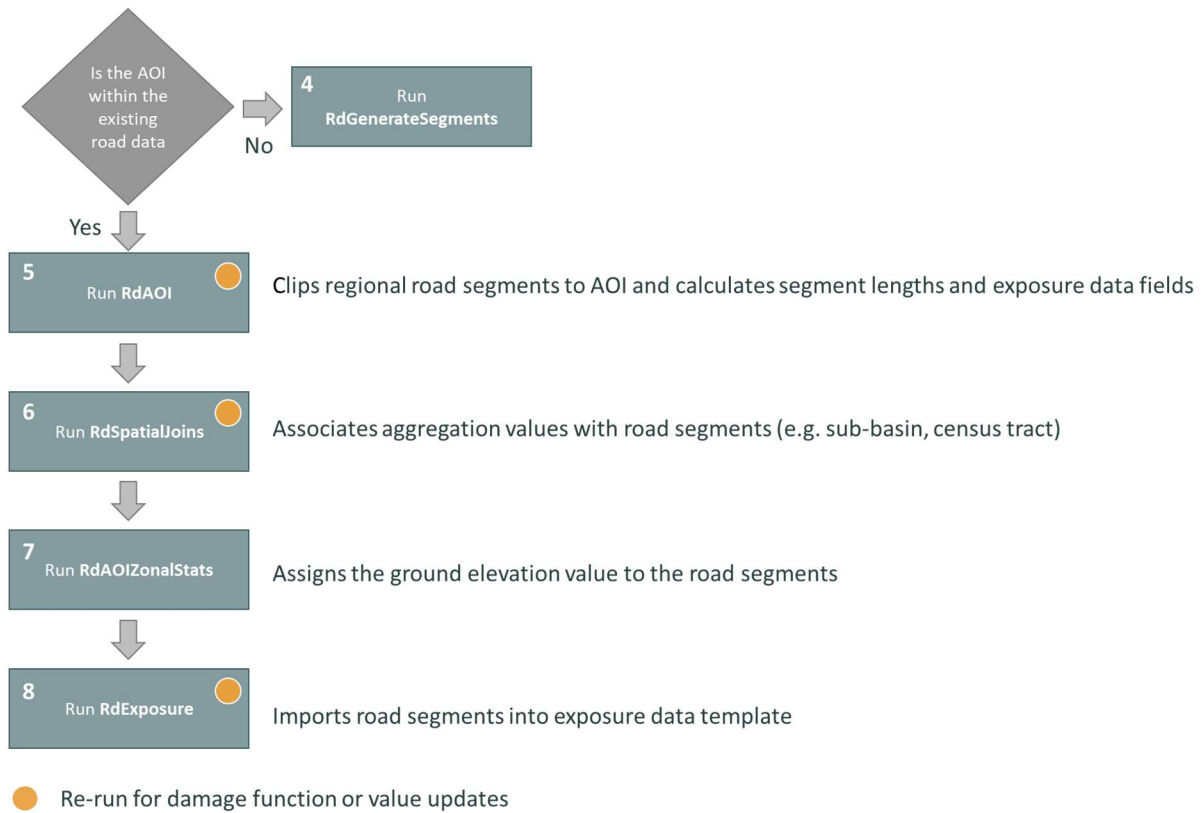 Is the AOI
within the
existing
road data
4
Run
RdGenerateSegments
No
Yes
5
Run RdAOI
Clips regional road segments to AOI and calculates segment lengths and exposure data fields
6
Run RdSpatialJoins
Associates aggregation values with road segments (e.g. sub-basin, census tract)
7
Run RdAOIZonalStats
Assigns the ground elevation value to the road segments
8
Run RdExposure
Imports road segments into exposure data template
Re-run for damage function or value updates